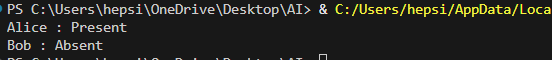 PS C:\Users\hepsi\OneDrive\Desktop\AI> & C:/Users/hepsi/AppData/Loca
Alice : Present
Bob : Absent